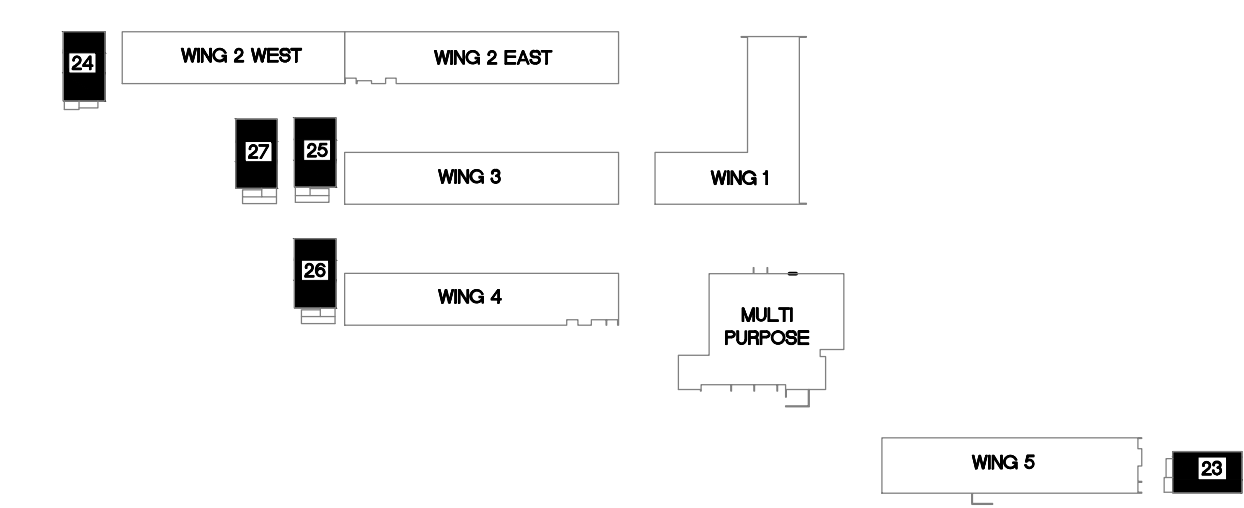 24
WING 2 WEST
WING 2 EAST
27
25
WING 3
WING 1
26
WING 4
MULTI
PURPOSE
WING 5
23